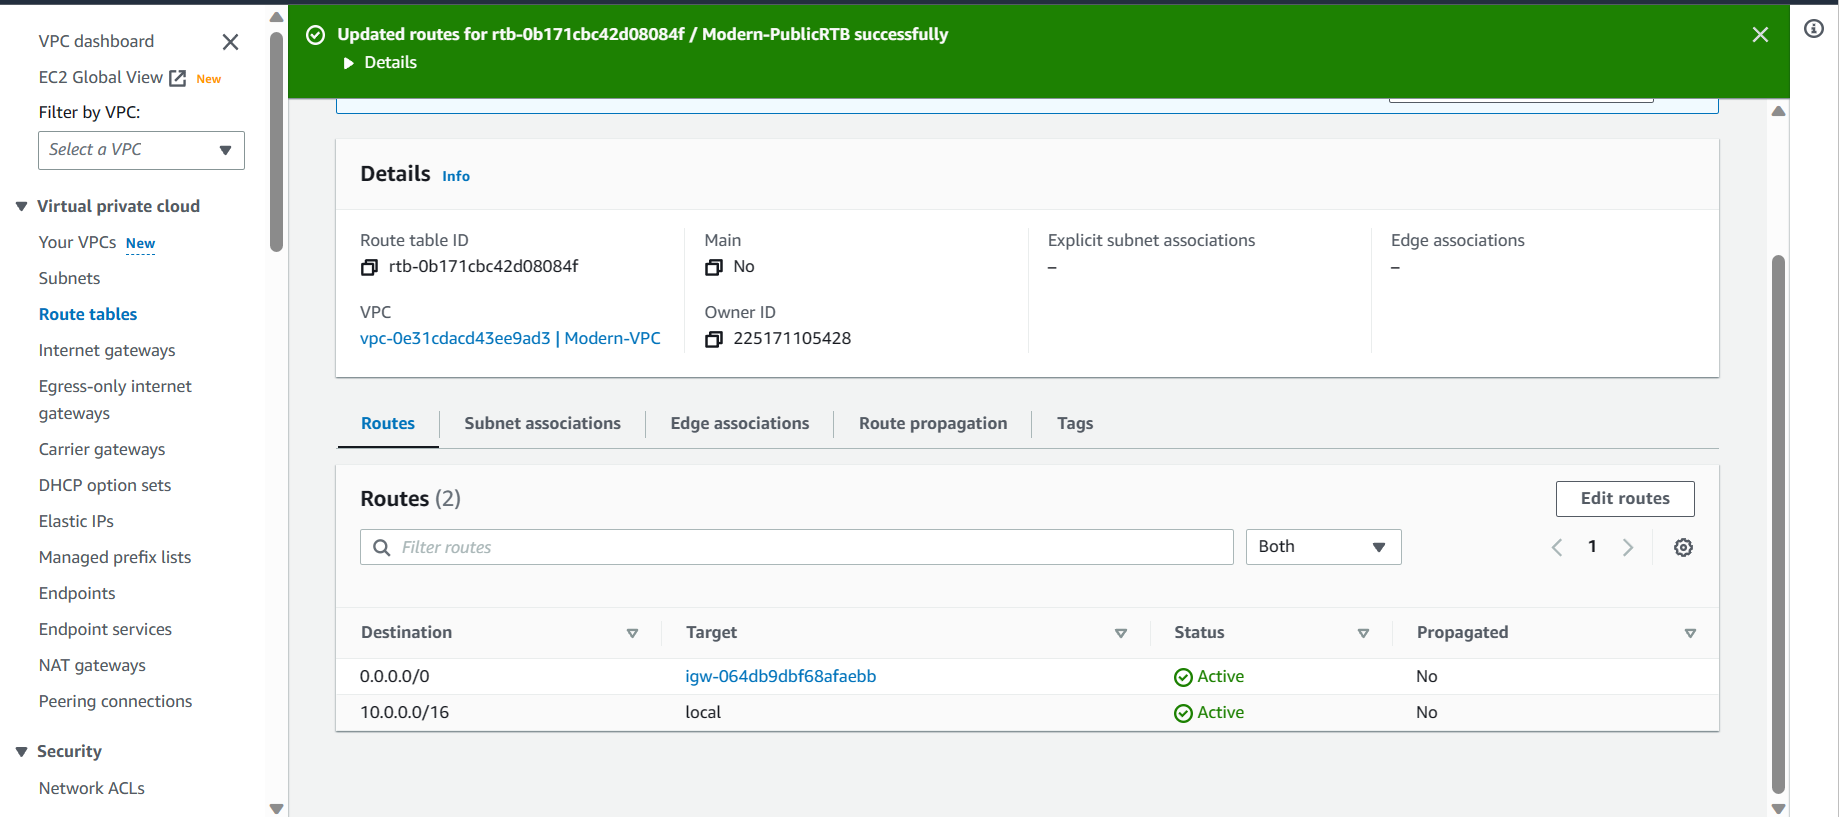 VPC dashboard
EC2 Global View New
Filter by VPC:
Select a VPC
Virtual private cloud
Your VPCs New
Subnets
Route tables
Internet gateways
Egress-only internet
gateways
Carrier gateways
DHCP option sets
Elastic IPs
Managed prefix lists
Endpoints
Endpoint services
NAT gateways
Peering connections
Security
Network ACLs
Updated routes for rtb-0b171cbc42d08084f / Modern-PublicRTB successfully
Details
Details Info
Route table ID
rtb-0b171cbc42d08084f
Main
No
Explicit subnet associations
–
Edge associations
–
VPC
vpc-0e31cdacd43ee9ad3 | Modern-VPC
Owner ID
225171105428
Routes Subnet associations Edge associations Route propagation Tags
Routes (2) Edit routes
Filter routes Both 1
Destination Target Status Propagated
0.0.0.0/0 igw-064db9dbf68afaebb Active No
10.0.0.0/16 local Active No